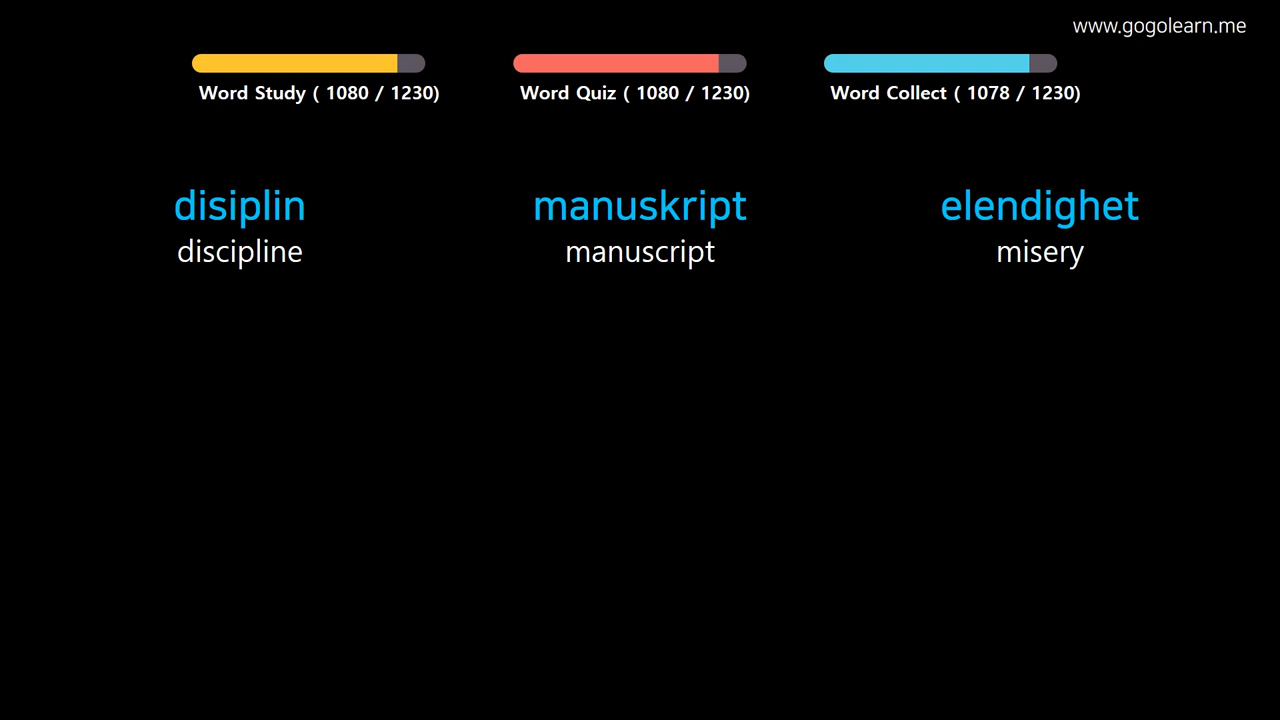 www.gogolearn.me
Word Study ( 1080 / 1230)
Word Quiz ( 1080 / 1230)
Word Collect ( 1078 / 1230)
disiplin
discipline
manuskript
manuscript
elendighet
misery